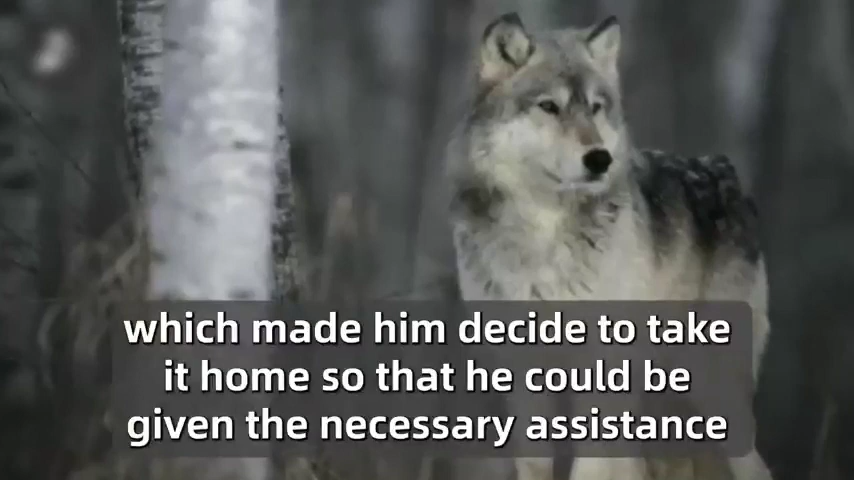 which made him decide to take
it home so that he could be
given the necessary assistance